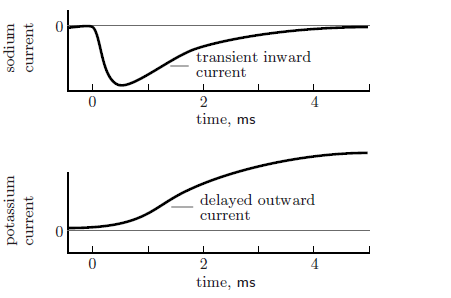 sodium
current
0
transient inward
current
0
2
4
time, ms
potassium
current
delayed outward
current
0
0
2
4
time, ms